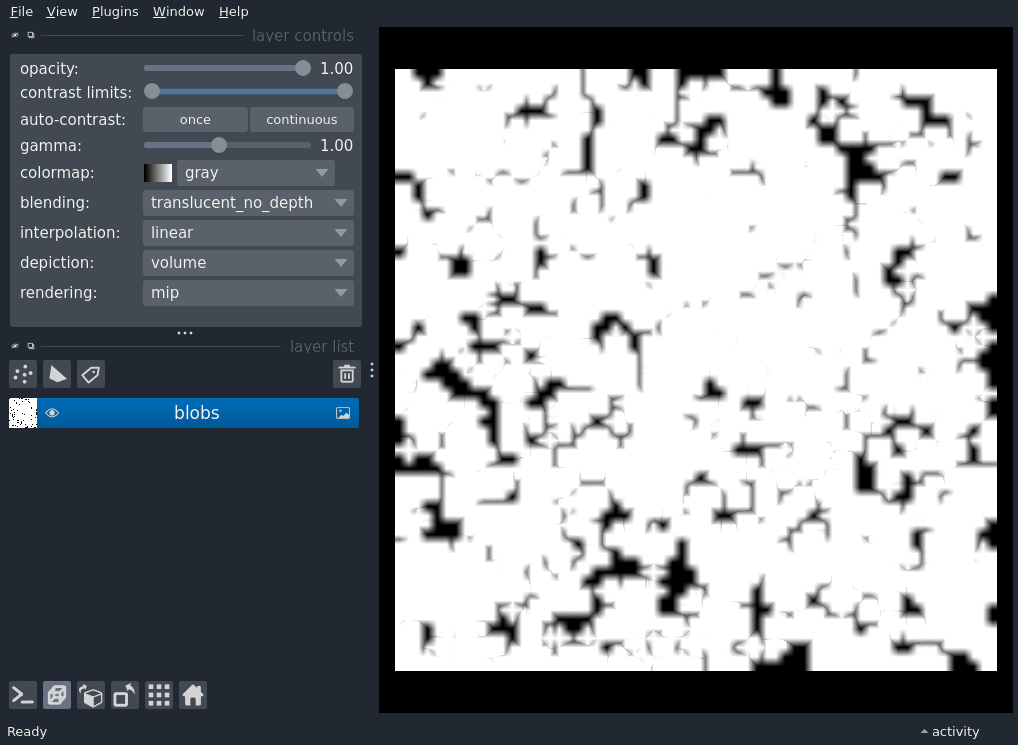 File View Plugins Window Help
layer controls
opacity: 1.00
contrast limits:
auto-contrast: once continuous
gamma: 1.00
colormap: gray
blending: translucent_no_depth
interpolation: linear
depiction: volume
rendering: mip
layer list
blobs
Ready activity